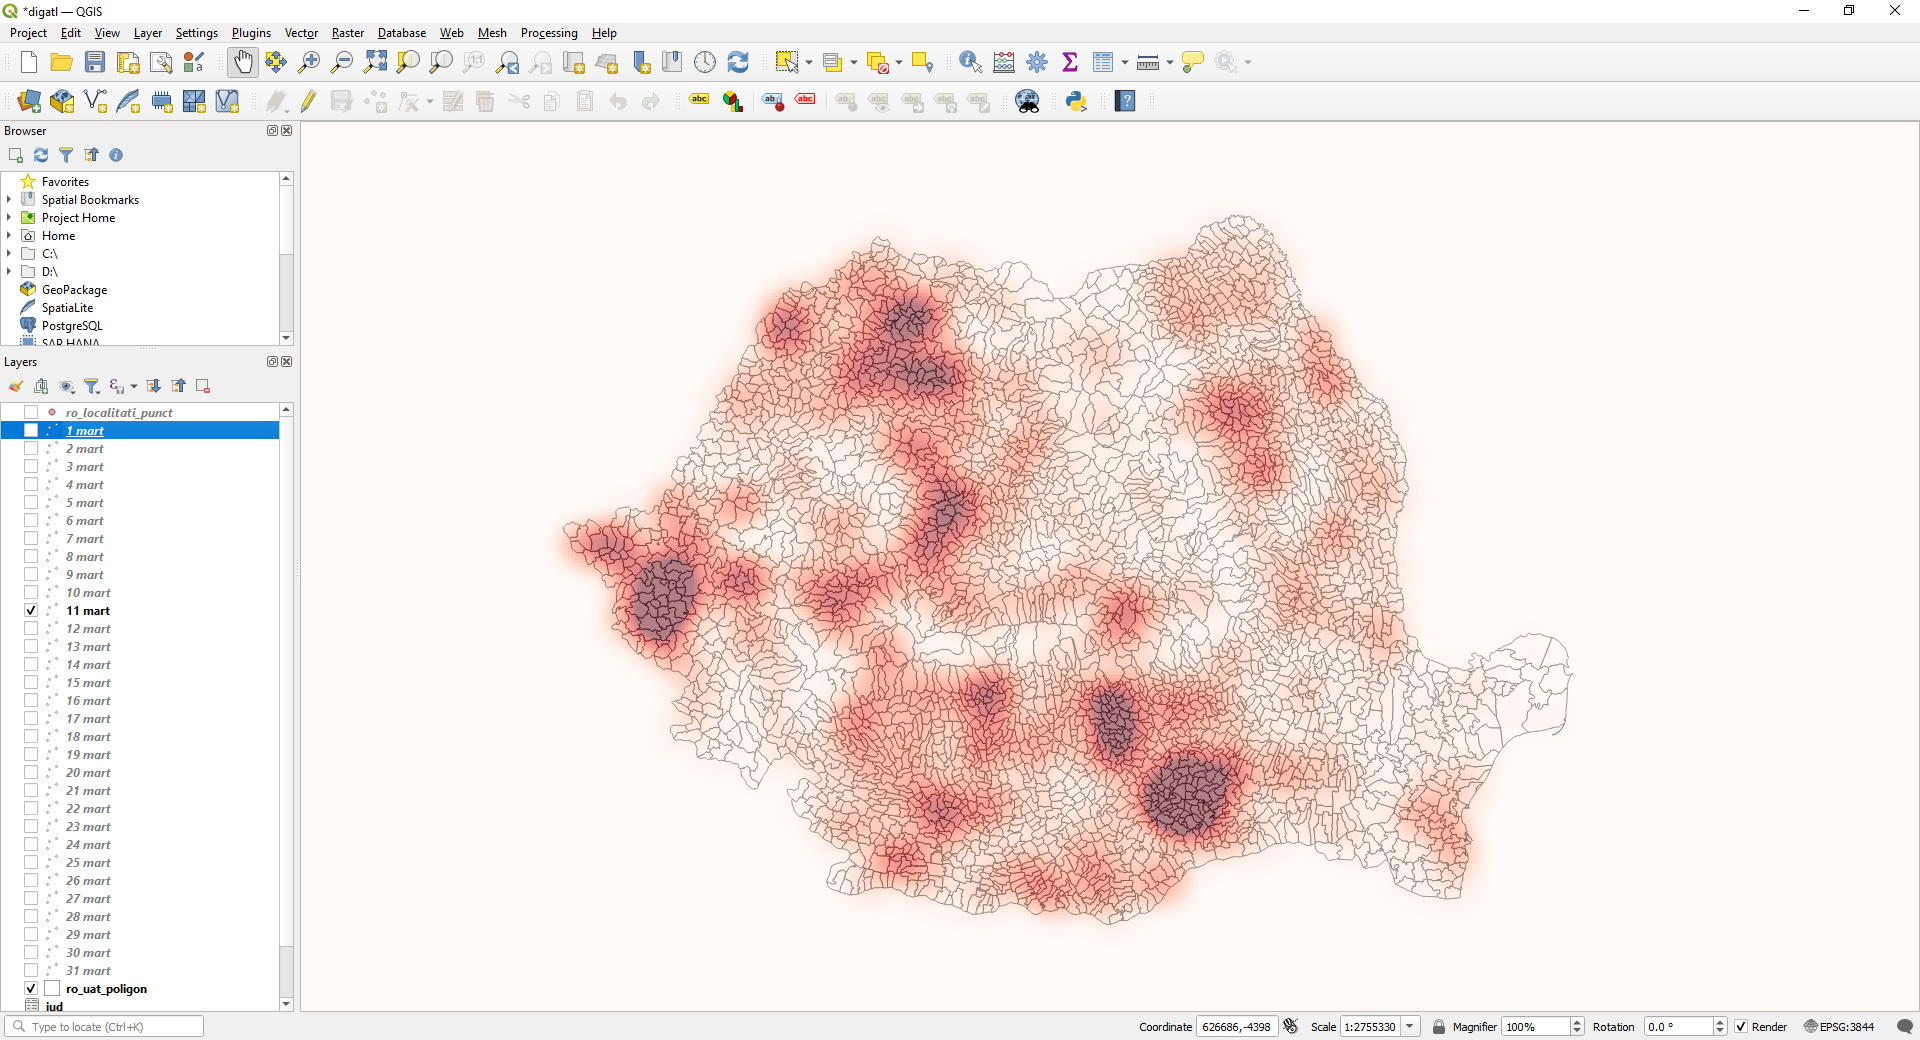 *digatl — QGIS
Project Edit View Layer Settings Plugins Vector Raster Database Web Mesh Processing Help
Browser
Favorites
Spatial Bookmarks
Project Home
Home
C:\
D:\
GeoPackage
SpatiaLite
PostgreSQL
SAP HANA
Layers
ro_localitati_punct
1 mart
2 mart
3 mart
4 mart
5 mart
6 mart
7 mart
8 mart
9 mart
10 mart
11 mart
12 mart
13 mart
14 mart
15 mart
16 mart
17 mart
18 mart
19 mart
20 mart
21 mart
22 mart
23 mart
24 mart
25 mart
26 mart
27 mart
28 mart
29 mart
30 mart
31 mart
ro_uat_poligon
iud
Type to locate (Ctrl+K)
Coordinate 626686,-4398 Scale 1:2755330 Magnifier 100% Rotation 0.0 ° Render EPSG:3844